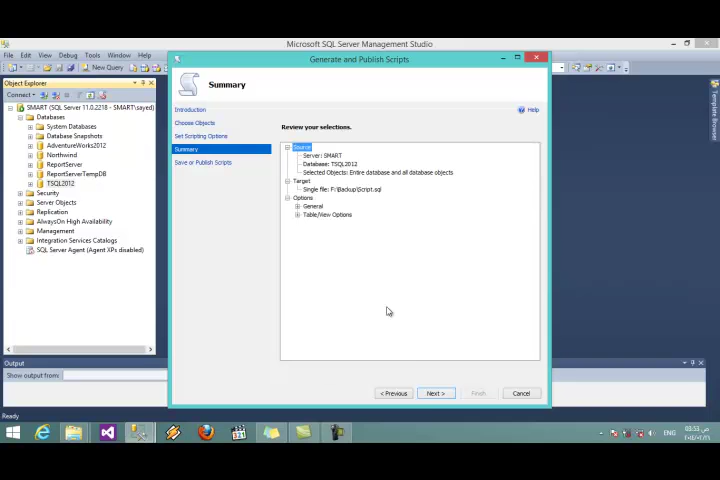 Microsoft SQL Server Management Studio
File Edit View Debug Tools Window Help
New Query
Object Explorer
Connect
SMART (SQL Server 11.0.2218 - SMART\sayed)
Databases
System Databases
Database Snapshots
AdventureWorks2012
Northwind
ReportServer
ReportServerTempDB
TSQL2012
Security
Server Objects
Replication
AlwaysOn High Availability
Management
Integration Services Catalogs
SQL Server Agent (Agent XPs disabled)
Generate and Publish Scripts
Summary
Introduction
Choose Objects
Set Scripting Options
Summary
Save or Publish Scripts
Help
Review your selections.
Source
Server: SMART
Database: TSQL2012
Selected Objects: Entire database and all database objects
Target
Single file: F:\Backup\Script.sql
Options
General
Table/View Options
< Previous
Next >
Finish
Cancel
Template Browser
Output
Show output from:
Ready
ENG